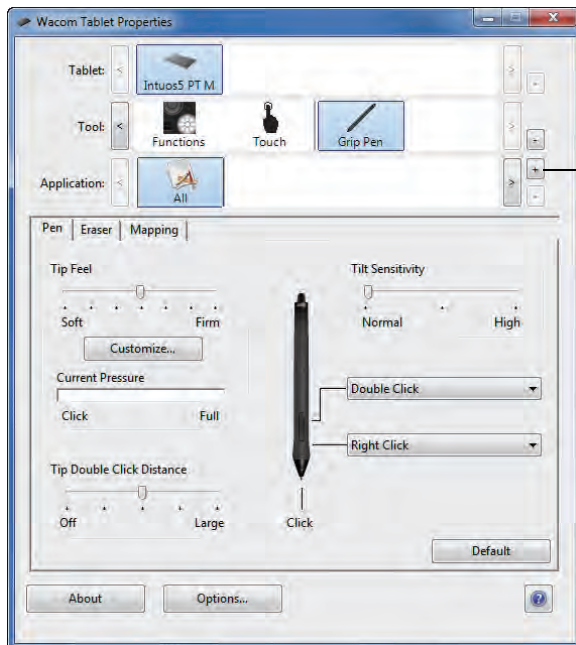 Wacom Tablet Properties
Tablet: < Intuos5 PT M > -
Tool: < Functions Touch Grip Pen > -
Application: < All > + -
Pen Eraser Mapping
Tip Feel Tilt Sensitivity
Soft Firm Normal High
Customize...
Current Pressure
Double Click
Click Full
Right Click
Tip Double Click Distance
Off Large Click
Default
About Options... ?